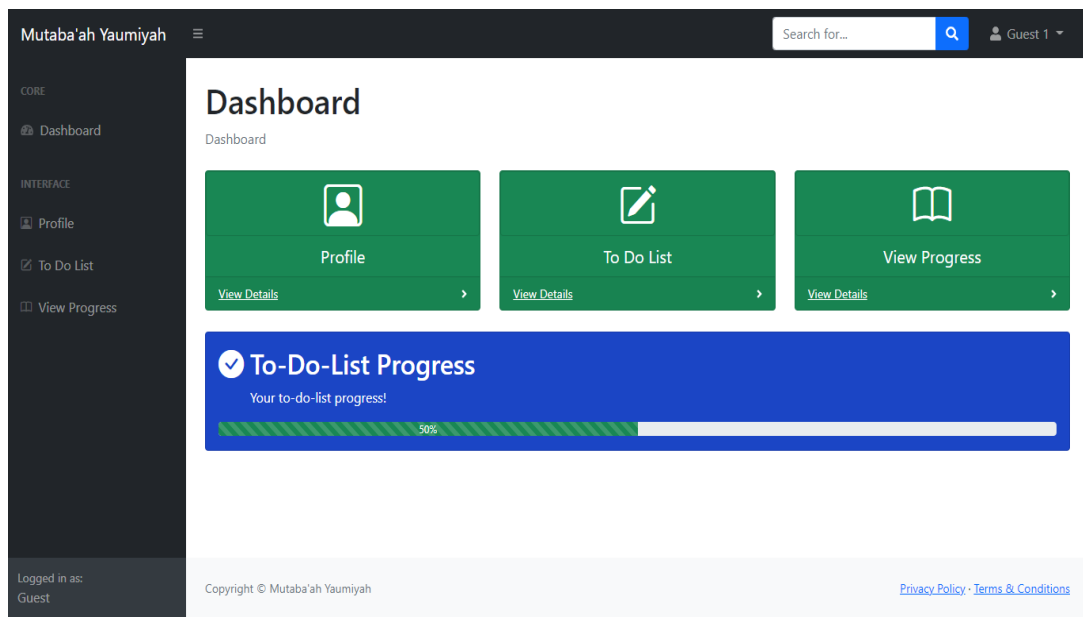 Mutaba'ah Yaumiyah
Search for...
Guest 1
CORE
Dashboard
INTERFACE
Profile
To Do List
View Progress
Logged in as:
Guest
Dashboard
Dashboard
Profile
View Details
To Do List
View Details
View Progress
View Details
To-Do-List Progress
Your to-do-list progress!
50%
Copyright © Mutaba'ah Yaumiyah
Privacy Policy · Terms & Conditions